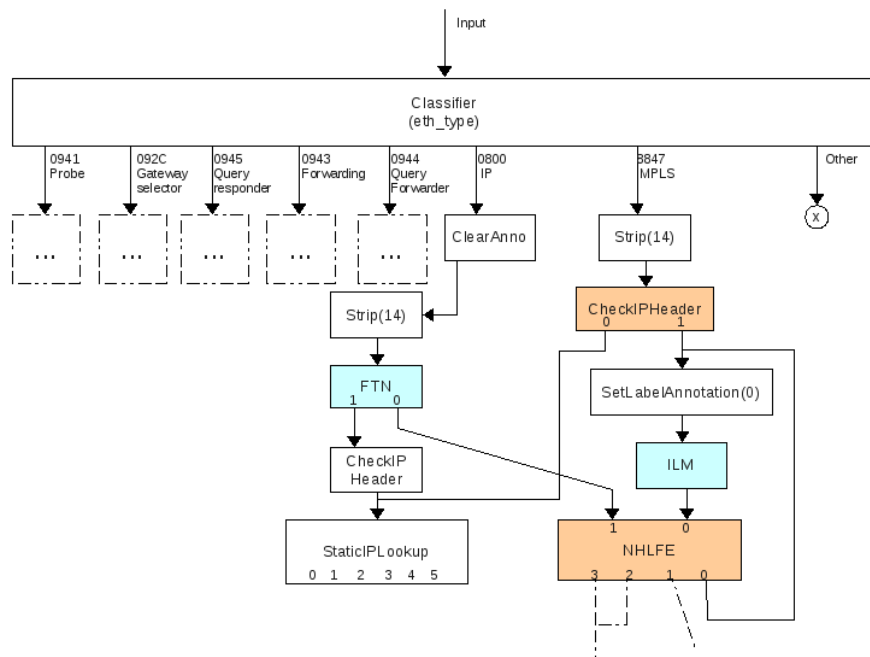 Input
Classifier
(eth_type)
0941
Probe
092C
Gateway
selector
0945
Query
responder
0943
Forwarding
0944
Query
Forwarder
0800
IP
8847
MPLS
Other
...
...
...
...
...
ClearAnno
Strip(14)
X
Strip(14)
CheckIPHeader
0 1
FTN
1 0
SetLabelAnnotation(0)
CheckIP
Header
ILM
StaticIPLookup
0 1 2 3 4 5
1 0
NHLFE
3 2 1 0